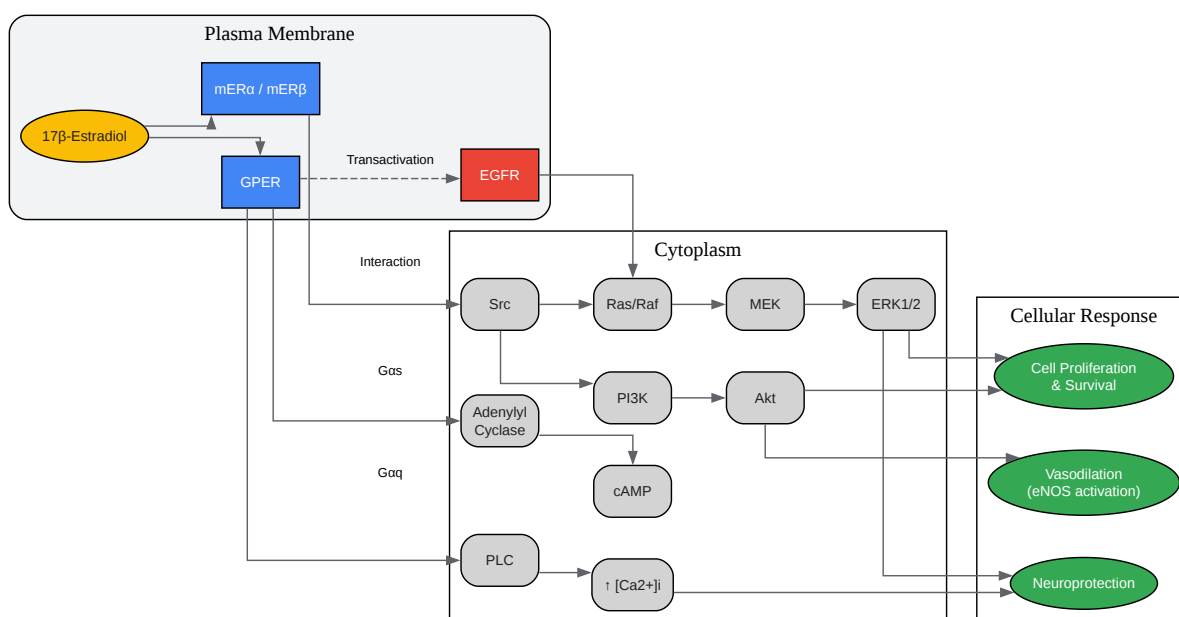 Plasma Membrane
mERα / mERβ
17β-Estradiol
Transactivation
GPER
EGFR
Interaction
Cytoplasm
Src
Ras/Raf
MEK
ERK1/2
Cellular Response
Gαs
PI3K
Akt
Cell Proliferation
& Survival
Adenylyl
Cyclase
Gαq
cAMP
Vasodilation
(eNOS activation)
PLC
↑ [Ca2+]i
Neuroprotection